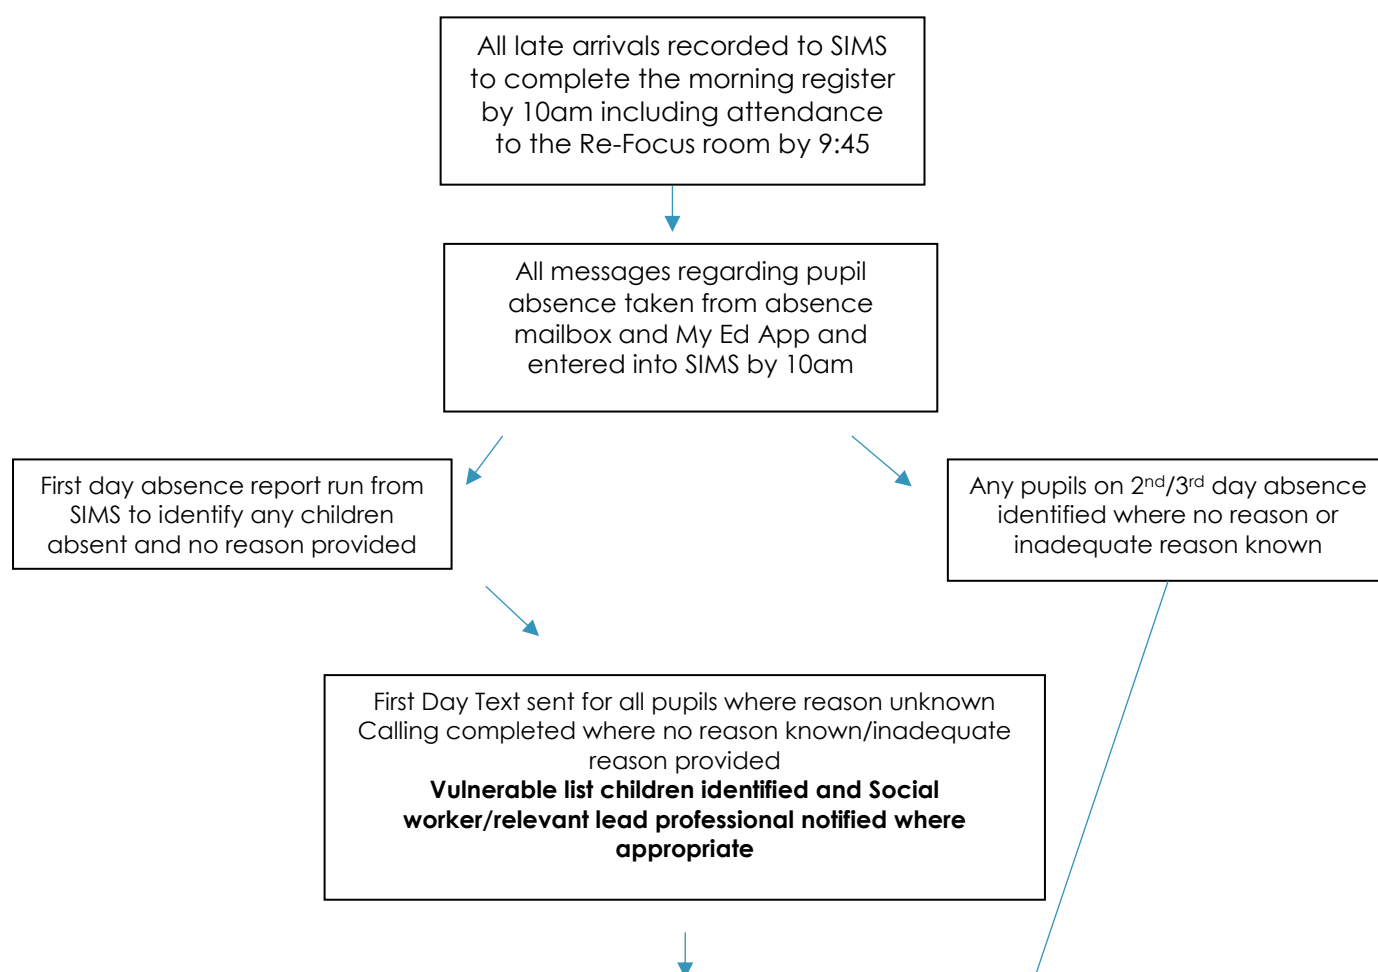 All late arrivals recorded to SIMS
to complete the morning register
by 10am including attendance
to the Re-Focus room by 9:45
All messages regarding pupil
absence taken from absence
mailbox and My Ed App and
entered into SIMS by 10am
First day absence report run from
SIMS to identify any children
absent and no reason provided
Any pupils on 2nd/3rd day absence
identified where no reason or
inadequate reason known
First Day Text sent for all pupils where reason unknown
Calling completed where no reason known/inadequate
reason provided
Vulnerable list children identified and Social
worker/relevant lead professional notified where
appropriate